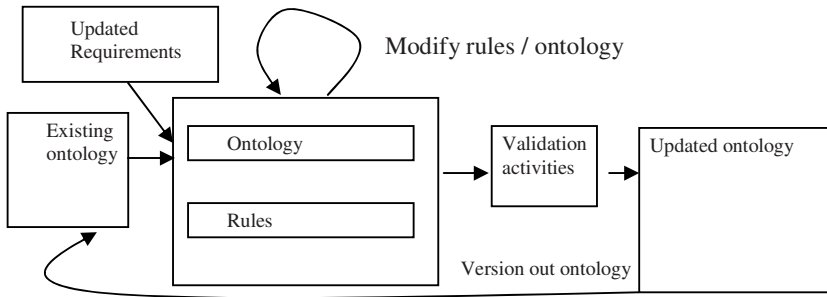 Updated
Requirements
Modify rules / ontology
Existing
ontology
Ontology
Rules
Validation
activities
Updated ontology
Version out ontology